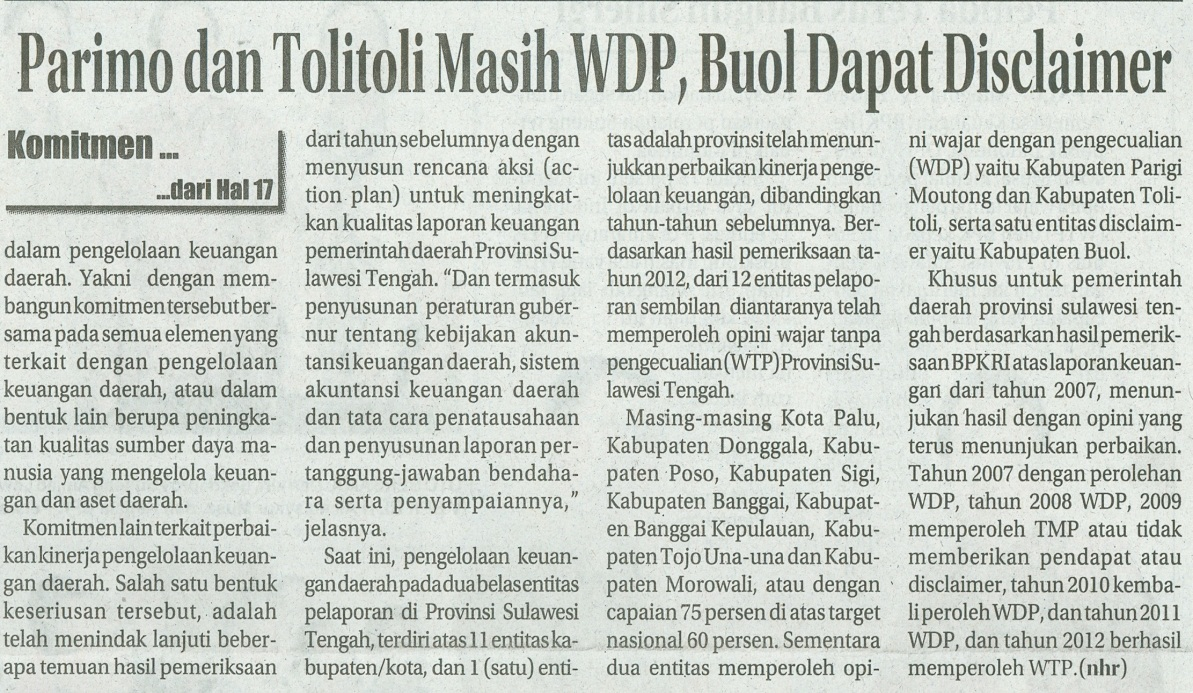 Parimo dan Tolitoli Masih WDP, Buol Dapat Disclaimer
Komitmen ...
...dari Hal 17
dalam pengelolaan keuangan
daerah. Yakni dengan mem-
bangun komitmen tersebut ber-
sama pada semua elemen yang
terkait dengan pengelolaan
keuangan daerah, atau dalam
bentuk lain berupa peningka-
tan kualitas sumber daya ma-
nusia yang mengelola keuan-
gan dan aset daerah.
Komitmen lain terkait perbai-
kan kinerja pengelolaan keuan-
gan daerah. Salah satu bentuk
keseriusan tersebut, adalah
telah menindak lanjuti beber-
apa temuan hasil pemeriksaan
dari tahun sebelumnya dengan
menyusun rencana aksi (ac-
tion plan) untuk meningkat-
kan kualitas laporan keuangan
pemerintah daerah Provinsi Su-
lawesi Tengah. “Dan termasuk
penyusunan peraturan guber-
nur tentang kebijakan akun-
tansi keuangan daerah, sistem
akuntansi keuangan daerah
dan tata cara penatausahaan
dan penyusunan laporan per-
tanggung-jawaban bendaha-
ra serta penyampaiannya,”
jelasnya.
Saat ini, pengelolaan keuan-
gan daerah pada dua belas entitas
pelaporan di Provinsi Sulawesi
Tengah, terdiri atas 11 entitas ka-
bupaten/kota, dan 1 (satu) enti-
tas adalah provinsi telah menun-
jukkan perbaikan kinerja penge-
lolaan keuangan, dibandingkan
tahun-tahun sebelumnya. Ber-
dasarkan hasil pemeriksaan ta-
hun 2012, dari 12 entitas pelapo-
ran sembilan diantaranya telah
memperoleh opini wajar tanpa
pengecualian (WTP) Provinsi Su-
lawesi Tengah.
Masing-masing Kota Palu,
Kabupaten Donggala, Kabu-
paten Poso, Kabupaten Sigi,
Kabupaten Banggai, Kabupat-
en Banggai Kepulauan, Kabu-
paten Tojo Una-una dan Kabu-
paten Morowali, atau dengan
capaian 75 persen di atas target
nasional 60 persen. Sementara
dua entitas memperoleh opi-
ni wajar dengan pengecualian
(WDP) yaitu Kabupaten Parigi
Moutong dan Kabupaten Toli-
toli, serta satu entitas disclaim-
er yaitu Kabupaten Buol.
Khusus untuk pemerintah
daerah provinsi sulawesi ten-
gah berdasarkan hasil pemerik-
saan BPK RI atas laporan keuan-
gan dari tahun 2007, menun-
jukan hasil dengan opini yang
terus menunjukan perbaikan.
Tahun 2007 dengan perolehan
WDP, tahun 2008 WDP, 2009
memperoleh TMP atau tidak
memberikan pendapat atau
disclaimer, tahun 2010 kemba-
li peroleh WDP, dan tahun 2011
WDP, dan tahun 2012 berhasil
memperoleh WTP.(nhr)